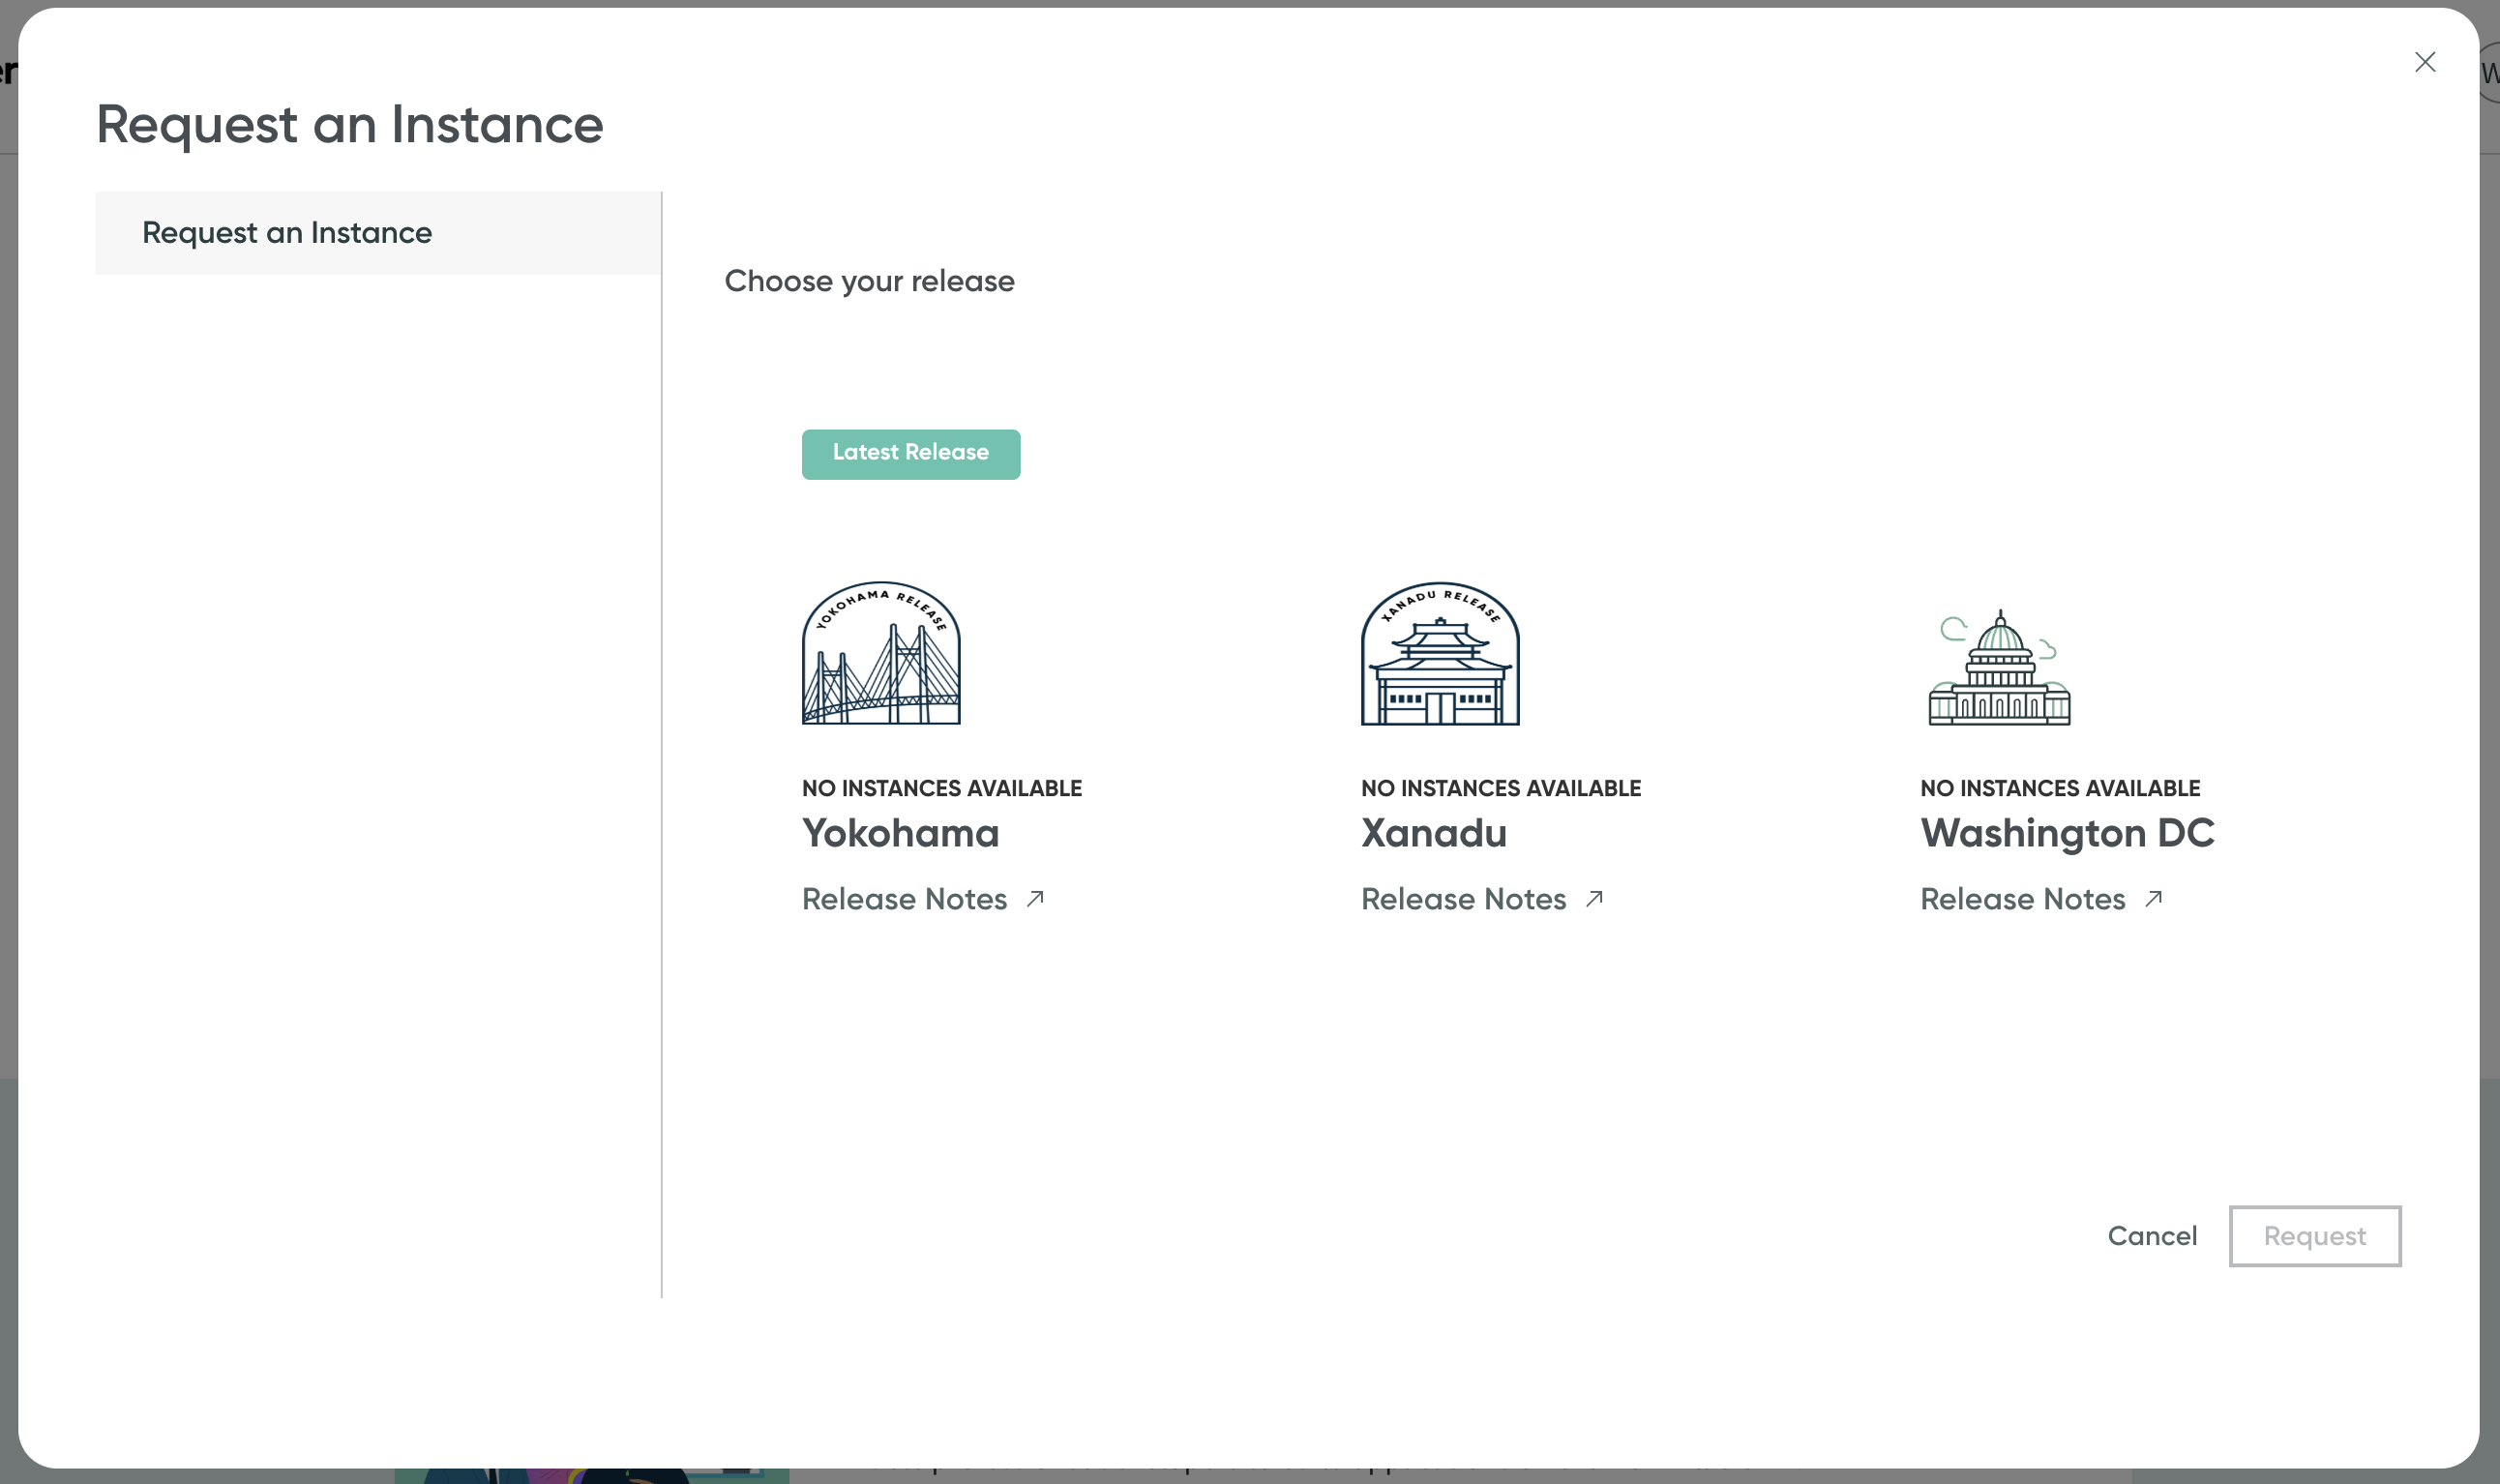 er
Request an Instance
Request an Instance
Choose your release
Latest Release
YOKOHAMA RELEASE
XANADU RELEASE
NO INSTANCES AVAILABLE
Yokohama
Release Notes
NO INSTANCES AVAILABLE
Xanadu
Release Notes
NO INSTANCES AVAILABLE
Washington DC
Release Notes
Cancel
Request